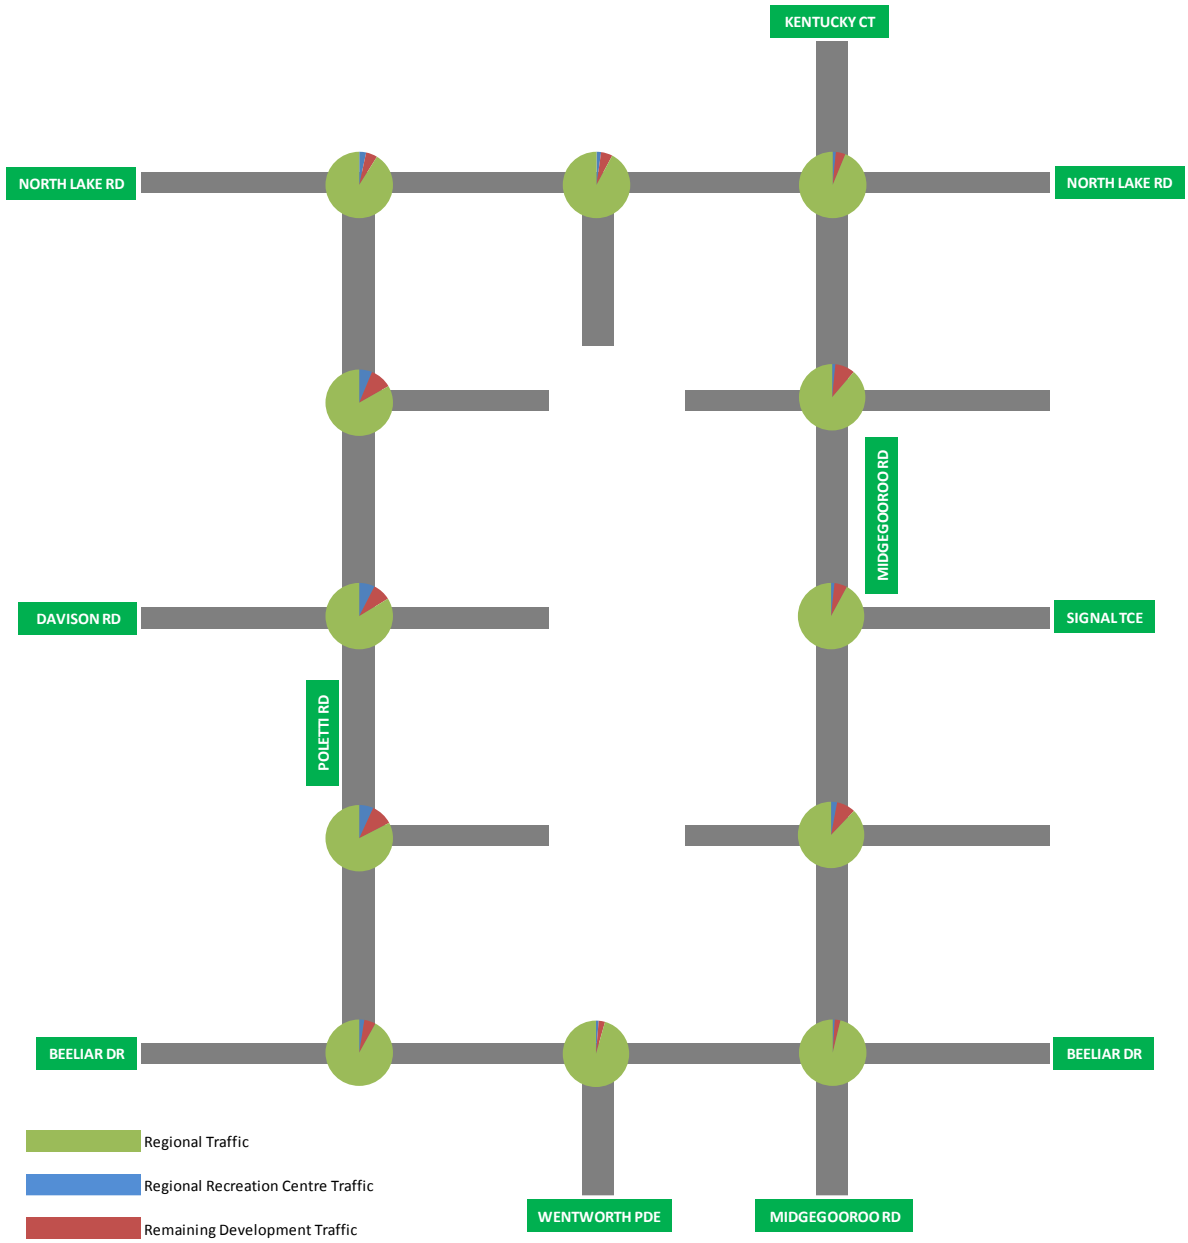 KENTUCKY CT
NORTH LAKE RD
NORTH LAKE RD
MIDGEGOOROO RD
DAVISON RD
SIGNAL TCE
POLETTI RD
BEELIAR DR
BEELIAR DR
Regional Traffic
Regional Recreation Centre Traffic
Remaining Development Traffic
WENTWORTH PDE
MIDGEGOOROO RD